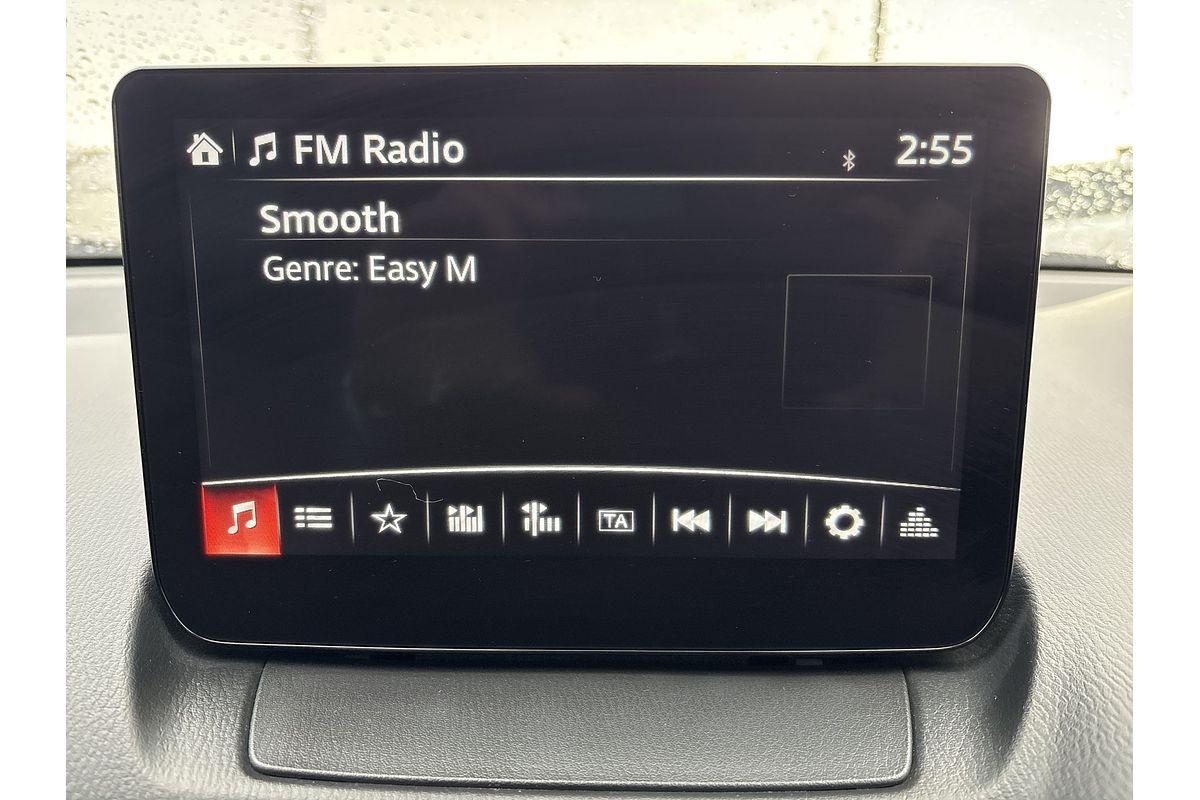 FM Radio 2:55
Smooth
Genre: Easy M
TA